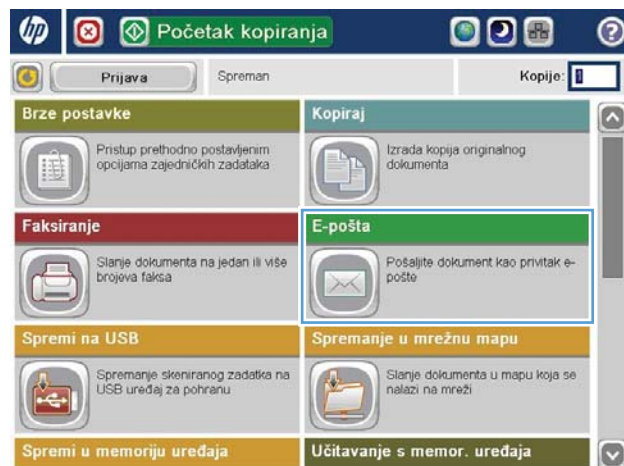 hp
Početak kopiranja
?
Prijava
Spreman
Kopije: 1
Brze postavke
Pristup prethodno postavljenim
opcijama zajedničkih zadataka
Kopiraj
Izrada kopija originalnog
dokumenta
Faksiranje
Slanje dokumenta na jedan ili više
brojeva faksa
E-pošta
Pošaljite dokument kao privitak e-
pošte
Spremi na USB
Spremanje skeniranog zadatka na
USB uređaj za pohranu
Spremanje u mrežnu mapu
Slanje dokumenta u mapu koja se
nalazi na mreži
Spremi u memoriju uređaja
Učitavanje s memor. uređaja